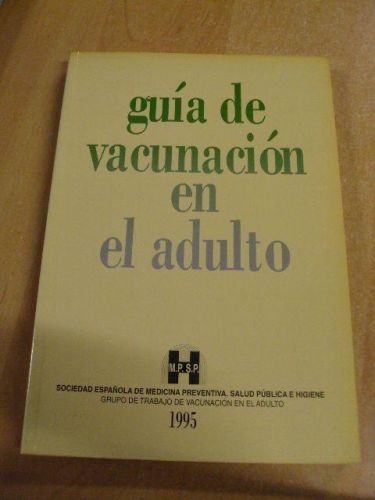 guía de
vacunación
en
el adulto
H
M.P.S.P.
SOCIEDAD ESPAÑOLA DE MEDICINA PREVENTIVA, SALUD PÚBLICA E HIGIENE
GRUPO DE TRABAJO DE VACUNACIÓN EN EL ADULTO
1995